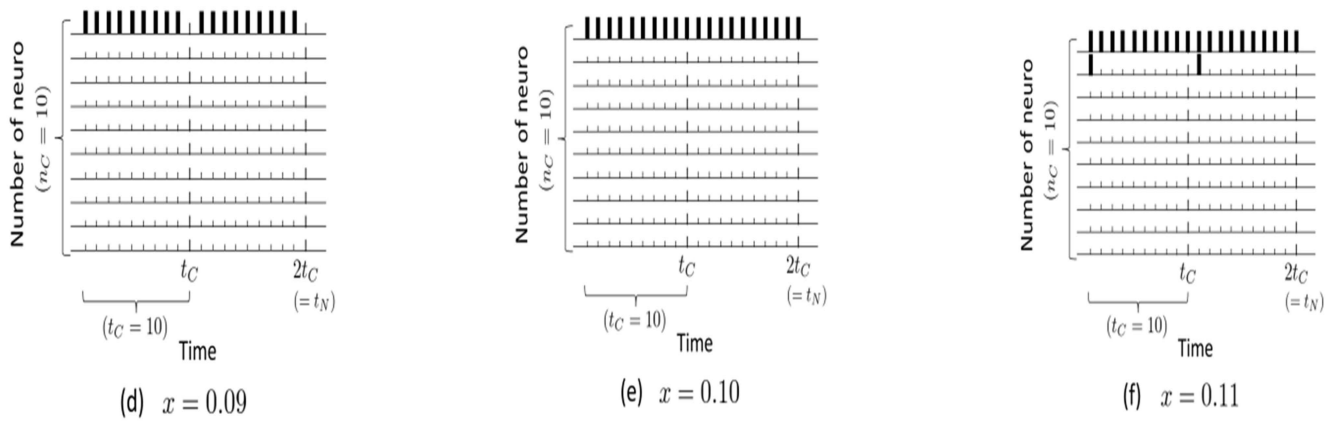 Number of neuro
(n_C = 10)
t_C
2t_C
(= t_N)
(t_C = 10)
Time
(d) x = 0.09
Number of neuro
(n_C = 10)
t_C
2t_C
(= t_N)
(t_C = 10)
Time
(e) x = 0.10
Number of neuro
(n_C = 10)
t_C
2t_C
(= t_N)
(t_C = 10)
Time
(f) x = 0.11